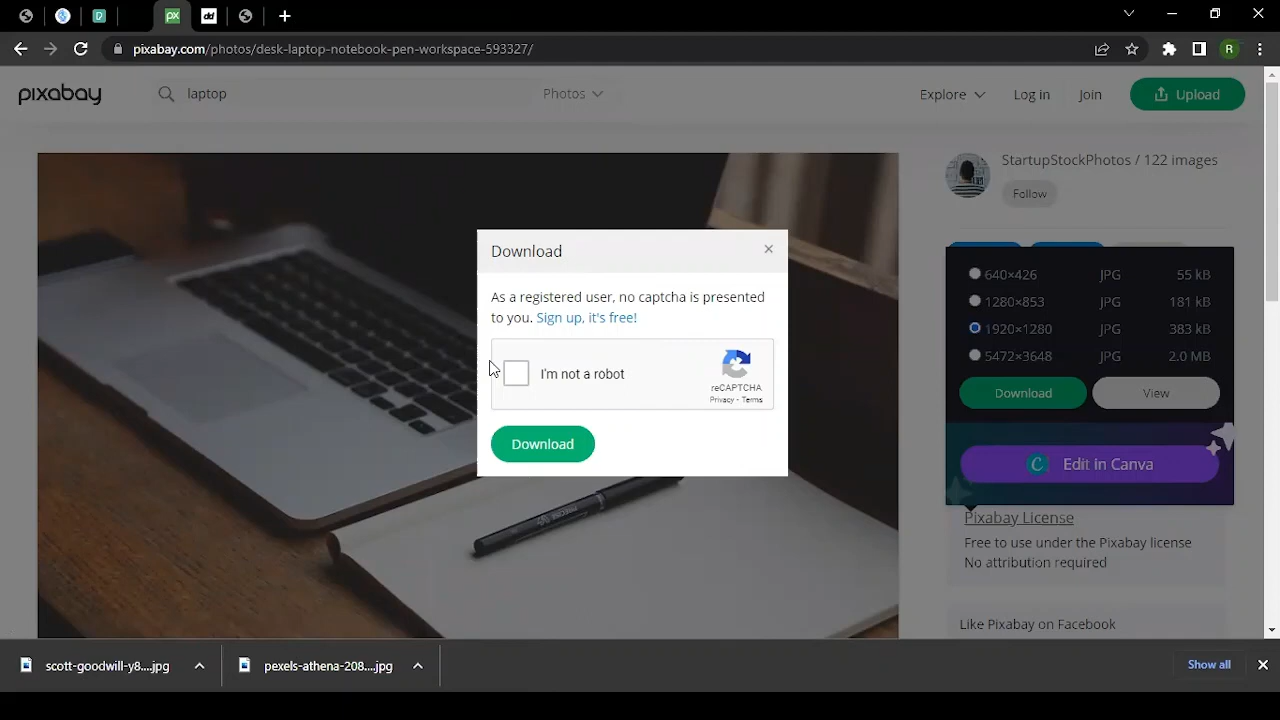 pixabay.com/photos/desk-laptop-notebook-pen-workspace-593327/
R
pixabay
laptop
Photos
Explore
Log in
Join
Upload
StartupStockPhotos / 122 images
Follow
Download
As a registered user, no captcha is presented
to you. Sign up, it's free!
I'm not a robot
reCAPTCHA
Privacy - Terms
Download
640×426 JPG 55 kB
1280×853 JPG 181 kB
1920×1280 JPG 383 kB
5472×3648 JPG 2.0 MB
Download
View
Edit in Canva
Pixabay License
Free to use under the Pixabay license
No attribution required
Like Pixabay on Facebook
scott-goodwill-y8....jpg
pexels-athena-208....jpg
Show all